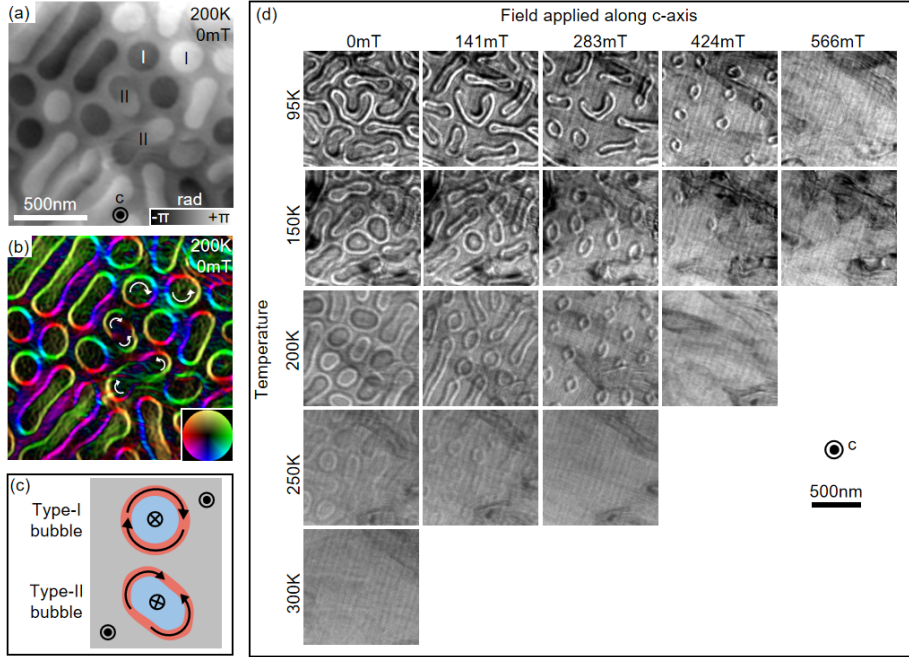 (a)
200K
0mT
I
I
II
II
500nm
c
rad
-π
+π
(b)
200K
0mT
(c)
Type-I
bubble
Type-II
bubble
(d)
Field applied along c-axis
0mT 141mT 283mT 424mT 566mT
Temperature
95K
150K
200K
250K
300K
c
500nm